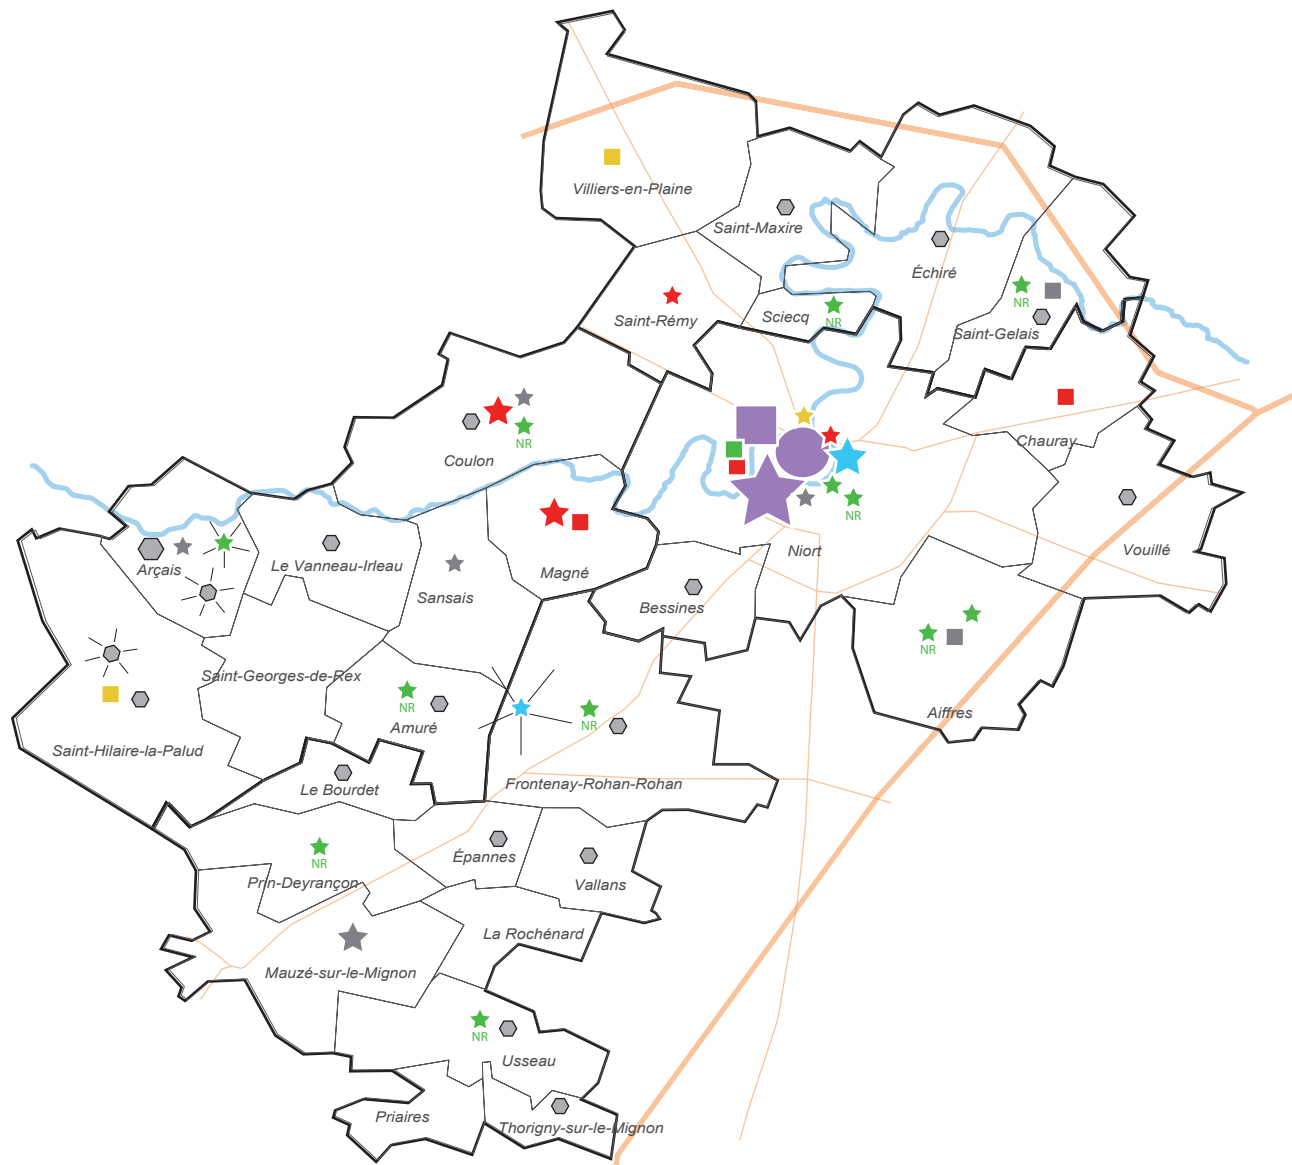 Villiers-en-Plaine
Saint-Maxire
Échiré
NR
Saint-Gelais
Saint-Rémy
Sciecq
NR
Chauray
NR
Coulon
NR
Vouillé
Niort
Arçais
Le Vanneau-Irleau
Sansais
Magné
Bessines
NR
Aiffres
Saint-Georges-de-Rex
NR
Amuré
NR
Saint-Hilaire-la-Palud
Le Bourdet
Frontenay-Rohan-Rohan
NR
Prin-Deyrançon
Épannes
Vallans
La Rochénard
Mauzé-sur-le-Mignon
NR
Usseau
Priaires
Thorigny-sur-le-Mignon